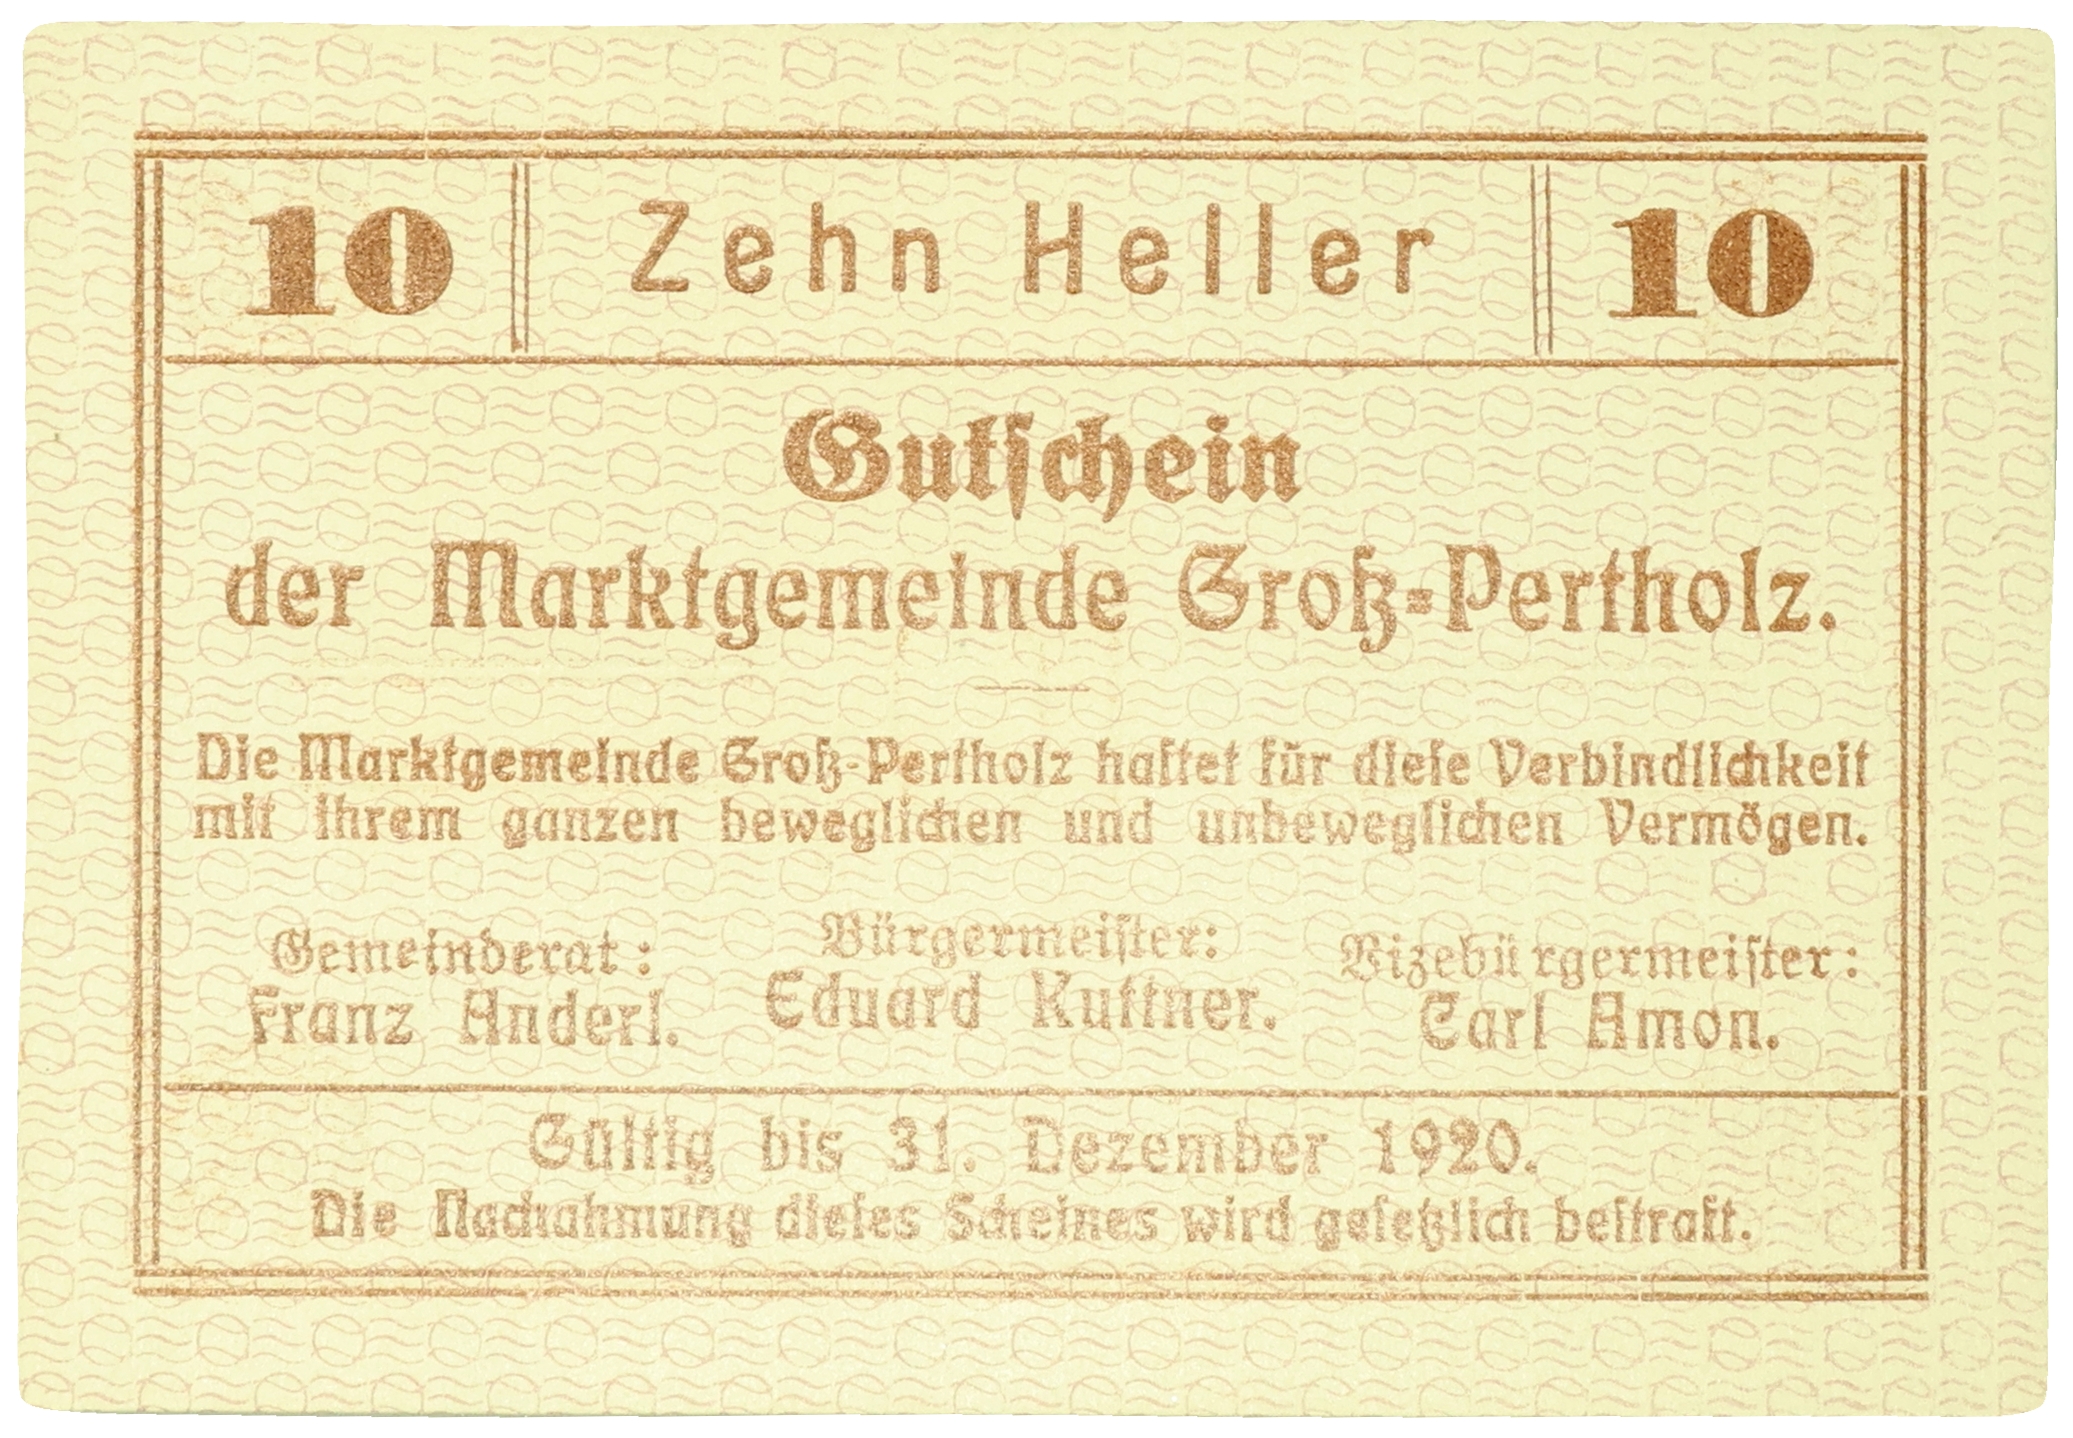 10 Zehn Heller 10
Gutschein
der Marktgemeinde Groß-Pertholz.
Die Marktgemeinde Groß-Pertholz haftet für diese Verbindlichkeit
mit ihrem ganzen beweglichen und unbeweglichen Vermögen.
Gemeinderat: Bürgermeister: Vizebürgermeister:
Franz Anderl. Eduard Kuttner. Carl Amon.
Gültig bis 31. Dezember 1920.
Die Nachahmung dieses Scheines wird gesetzlich bestraft.